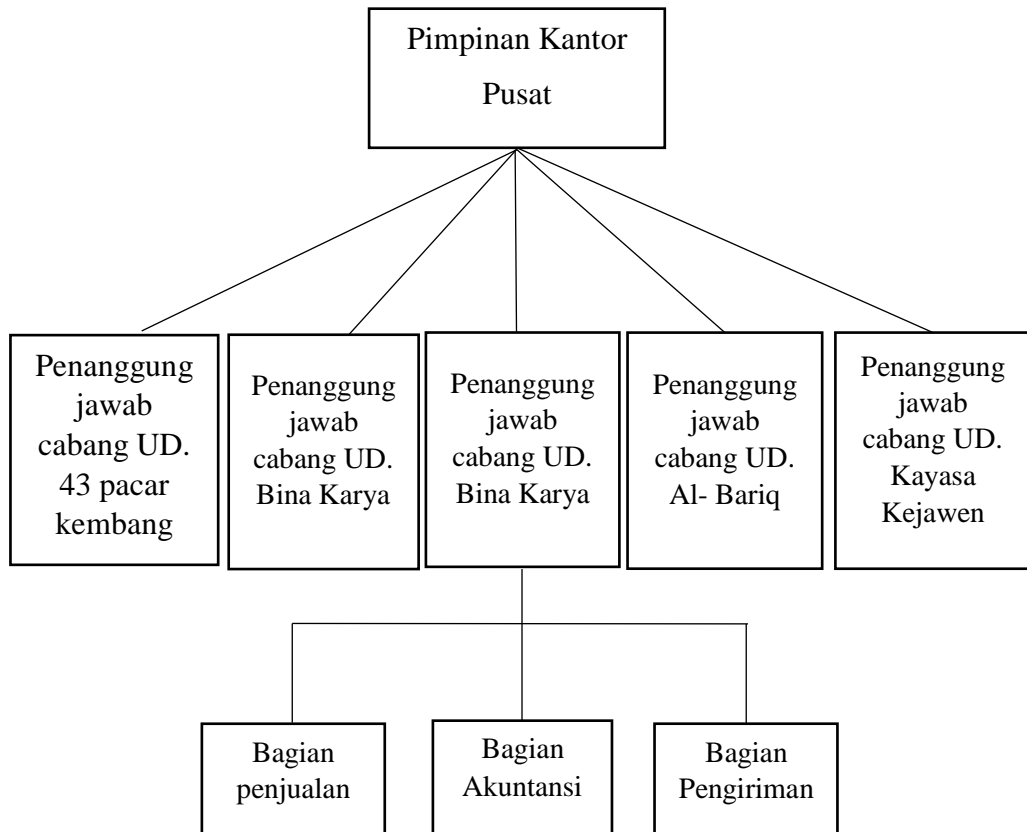 Pimpinan Kantor
Pusat
Penanggung
jawab
cabang UD.
43 pacar
kembang
Penanggung
jawab
cabang UD.
Bina Karya
Penanggung
jawab
cabang UD.
Bina Karya
Penanggung
jawab
cabang UD.
Al- Bariq
Penanggung
jawab
cabang UD.
Kayasa
Kejawen
Bagian
penjualan
Bagian
Akuntansi
Bagian
Pengiriman